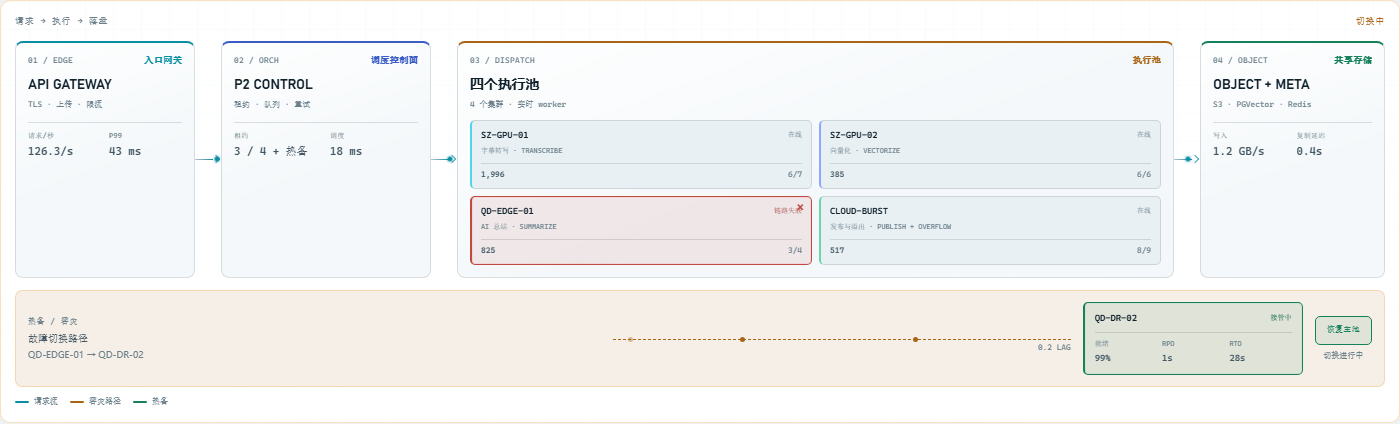 请求 → 执行 → 落盘
切换中
01 / EDGE 入口网关
API GATEWAY
TLS · 上传 · 限流
请求/秒 P99
126.3/s 43 ms
02 / ORCH 调度控制面
P2 CONTROL
租约 · 队列 · 重试
租约 调度
3 / 4 + 热备 18 ms
03 / DISPATCH 执行池
四个执行池
4 个集群 · 实时 worker
SZ-GPU-01 在线
字幕转写 · TRANSCRIBE
1,996 6/7
SZ-GPU-02 在线
向量化 · VECTORIZE
385 6/6
QD-EDGE-01 链路失败
AI 总结 · SUMMARIZE
825 3/4
CLOUD-BURST 在线
发布与溢出 · PUBLISH + OVERFLOW
517 8/9
04 / OBJECT 共享存储
OBJECT + META
S3 · PGVector · Redis
写入 复制延迟
1.2 GB/s 0.4s
热备 / 容灾
故障切换路径
QD-EDGE-01 → QD-DR-02
0.2 LAG
QD-DR-02 接管中
就绪 RPO RTO
99% 1s 28s
恢复主池
切换进行中
请求流 容灾路径 热备